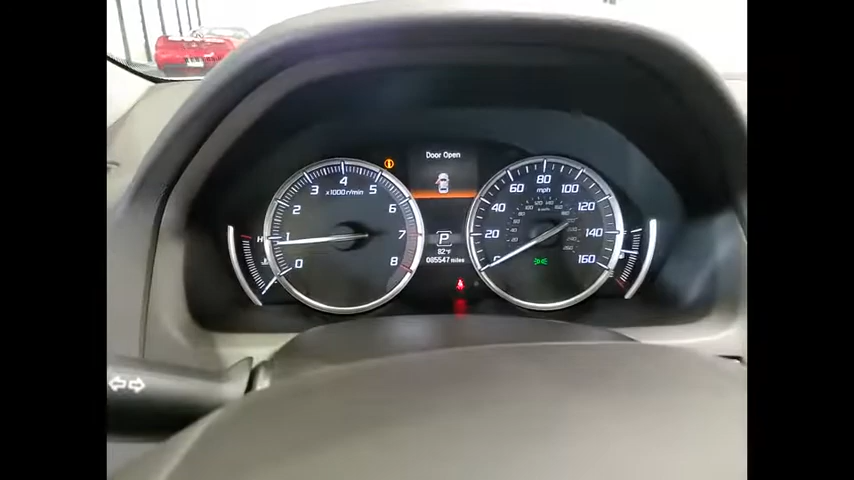 Door Open
0 1 2 3 4 5 6 7 8
x1000r/min
H
P
82°F
085547 miles
20 40 60 80 100 120 140 160
mph